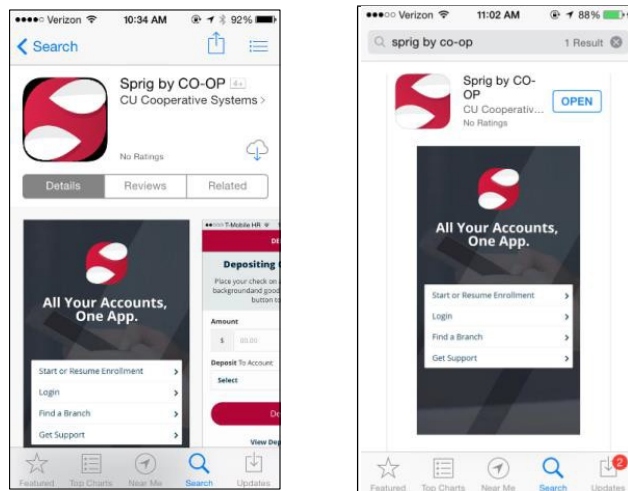 Verizon 10:34 AM 92%
Search
Sprig by CO-OP 4+
CU Cooperative Systems >
No Ratings
Details Reviews Related
All Your Accounts,
One App.
Start or Resume Enrollment
Login
Find a Branch
Get Support
T-Mobile HR
DE
Depositing
Place your check on a
background and good
button to
Amount
$ 00.00
Deposit To Account
Select
De
View Dep
Featured Top Charts Near Me Search Updates
Verizon 11:02 AM 88%
sprig by co-op 1 Result
Sprig by CO-
OP
CU Cooperativ...
No Ratings
OPEN
All Your Accounts,
One App.
Start or Resume Enrollment
Login
Find a Branch
Get Support
2
Featured Top Charts Near Me Search Updates